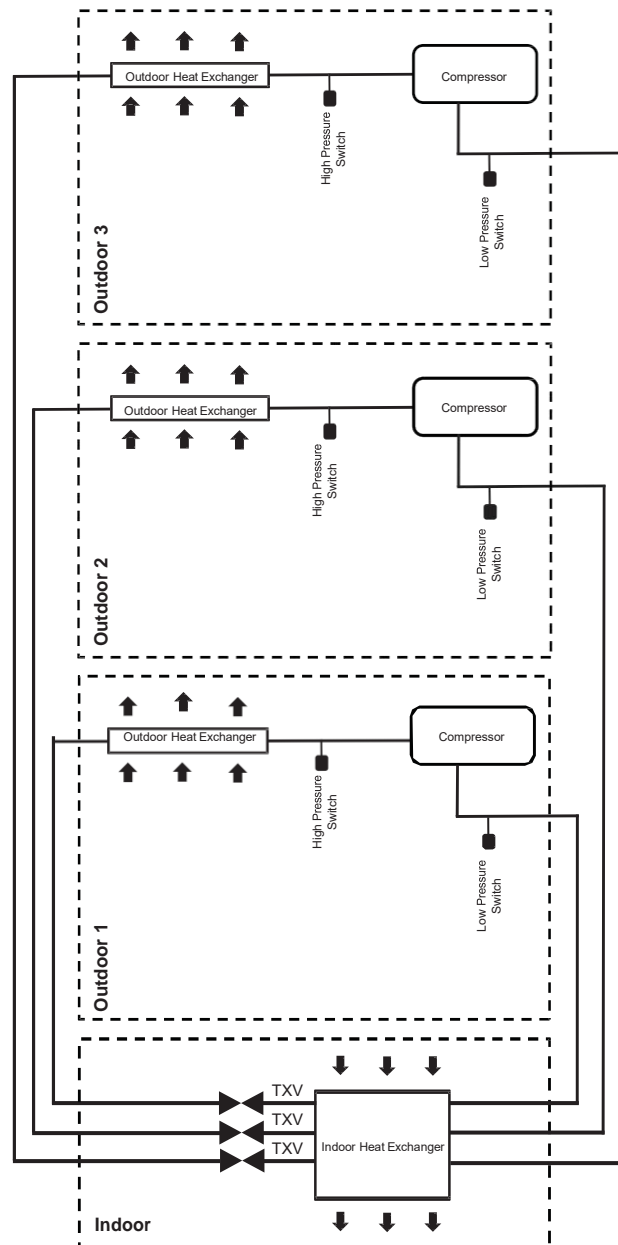 Outdoor Heat Exchanger
Compressor
High Pressure
Switch
Low Pressure
Switch
Outdoor 3
Outdoor Heat Exchanger
Compressor
High Pressure
Switch
Low Pressure
Switch
Outdoor 2
Outdoor Heat Exchanger
Compressor
High Pressure
Switch
Low Pressure
Switch
Outdoor 1
TXV
TXV
TXV
Indoor Heat Exchanger
Indoor